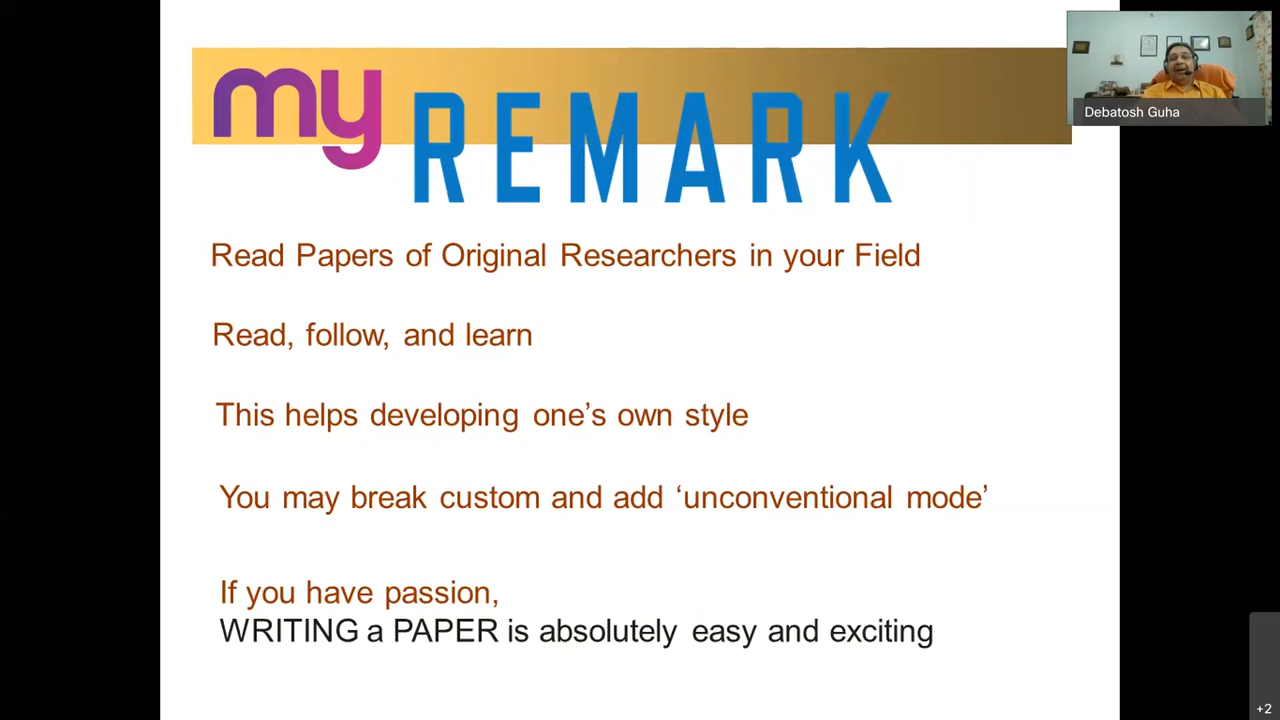 my REMARK
Debatosh Guha
Read Papers of Original Researchers in your Field
Read, follow, and learn
This helps developing one’s own style
You may break custom and add ‘unconventional mode’
If you have passion,
WRITING a PAPER is absolutely easy and exciting
+2